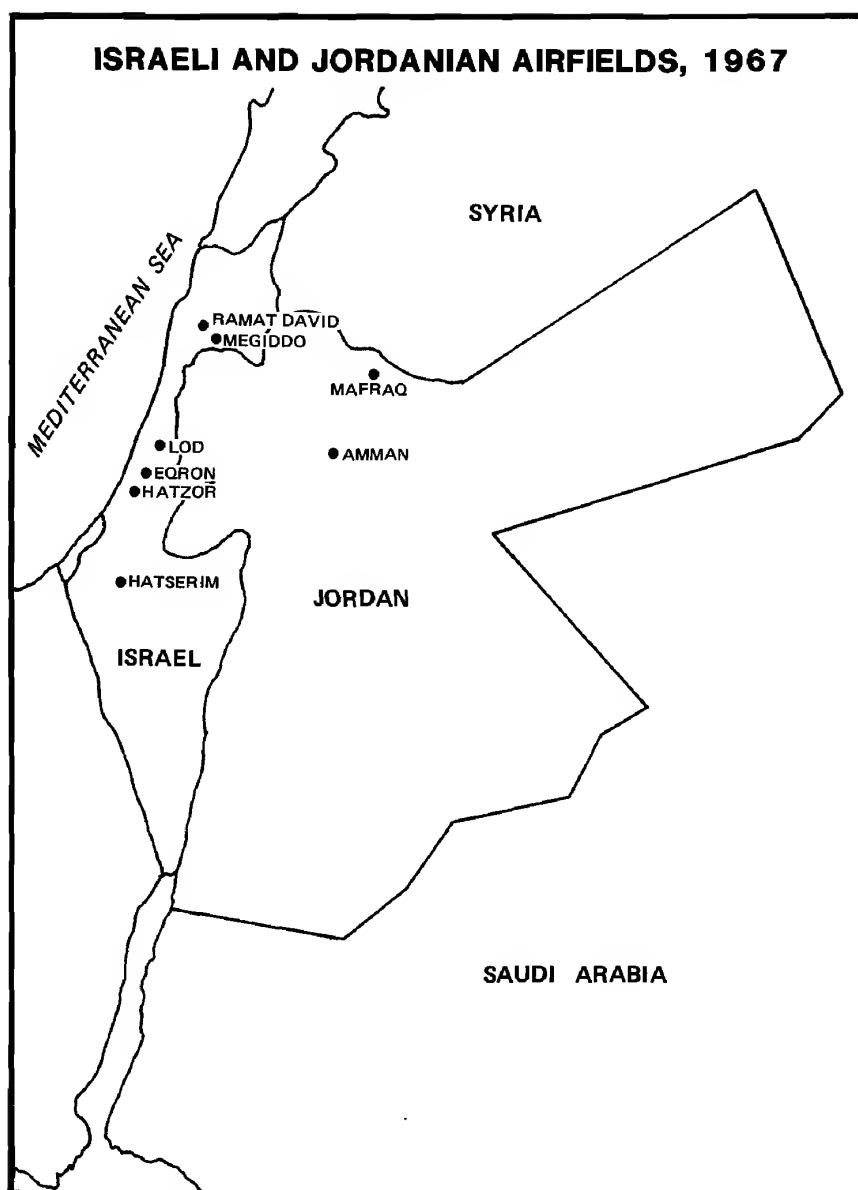 ISRAELI AND JORDANIAN AIRFIELDS, 1967
SYRIA
MEDITERRANEAN SEA
RAMAT DAVID
MEGIDDO
MAFRAQ
LOD
AMMAN
EQRON
HATZOR
HATSERIM
JORDAN
ISRAEL
SAUDI ARABIA